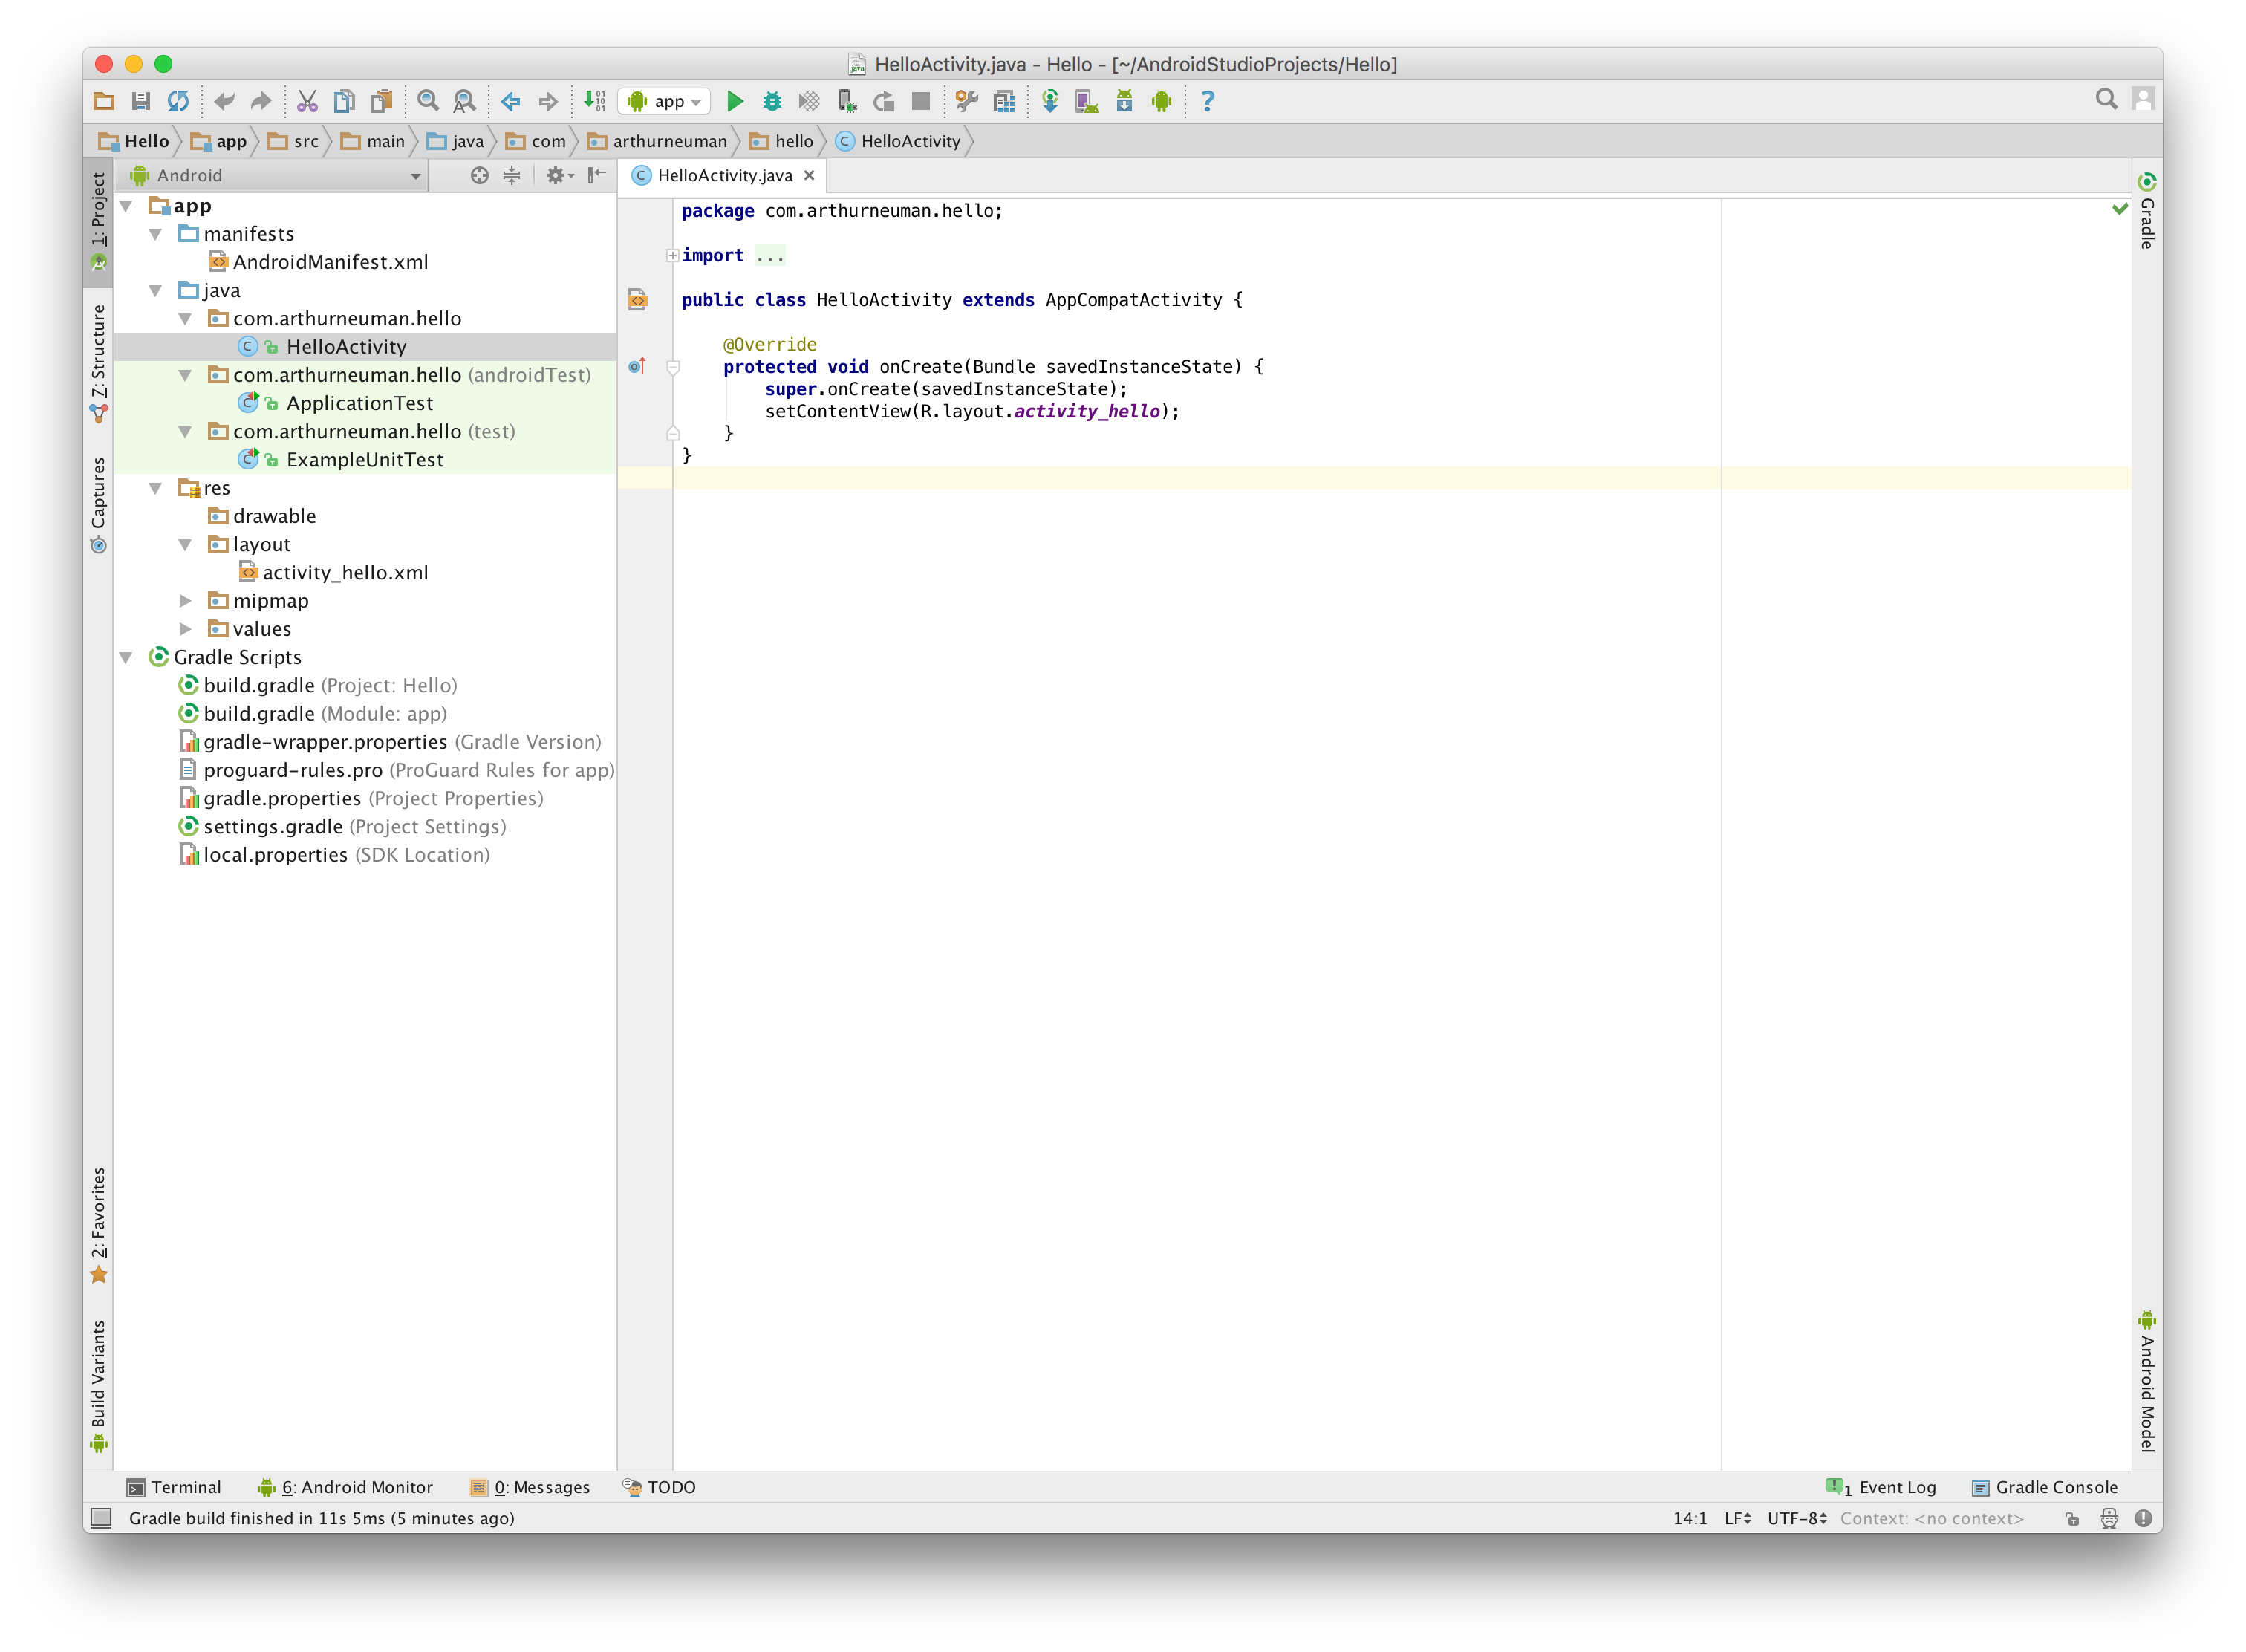 HelloActivity.java - Hello - [~/AndroidStudioProjects/Hello]
app
Hello app src main java com arthurneuman hello HelloActivity
1: Project
7: Structure
Captures
2: Favorites
Build Variants
Android
app
manifests
AndroidManifest.xml
java
com.arthurneuman.hello
HelloActivity
com.arthurneuman.hello (androidTest)
ApplicationTest
com.arthurneuman.hello (test)
ExampleUnitTest
res
drawable
layout
activity_hello.xml
mipmap
values
Gradle Scripts
build.gradle (Project: Hello)
build.gradle (Module: app)
gradle-wrapper.properties (Gradle Version)
proguard-rules.pro (ProGuard Rules for app)
gradle.properties (Project Properties)
settings.gradle (Project Settings)
local.properties (SDK Location)
HelloActivity.java
package com.arthurneuman.hello;
import ...
public class HelloActivity extends AppCompatActivity {
@Override
protected void onCreate(Bundle savedInstanceState) {
super.onCreate(savedInstanceState);
setContentView(R.layout.activity_hello);
}
}
Gradle
Android Model
Terminal 6: Android Monitor 0: Messages TODO 1 Event Log Gradle Console
Gradle build finished in 11s 5ms (5 minutes ago) 14:1 LF UTF-8 Context: <no context>